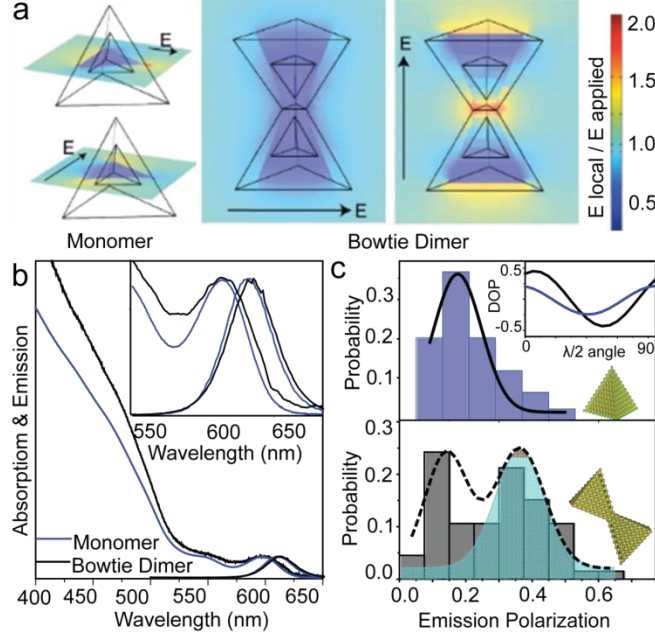 a
E
E
E
E
2.0
1.5
1.0
0.5
E local / E applied
Monomer
Bowtie Dimer
b
Absorption & Emission
550
600
650
Wavelength (nm)
Monomer
Bowtie Dimer
400
450
500
550
600
650
Wavelength (nm)
c
0.3
0.2
0.1
Probability
0.5
-0.5
DOP
0
90
λ/2 angle
0.3
0.2
0.1
0.0
Probability
0.0
0.2
0.4
0.6
Emission Polarization